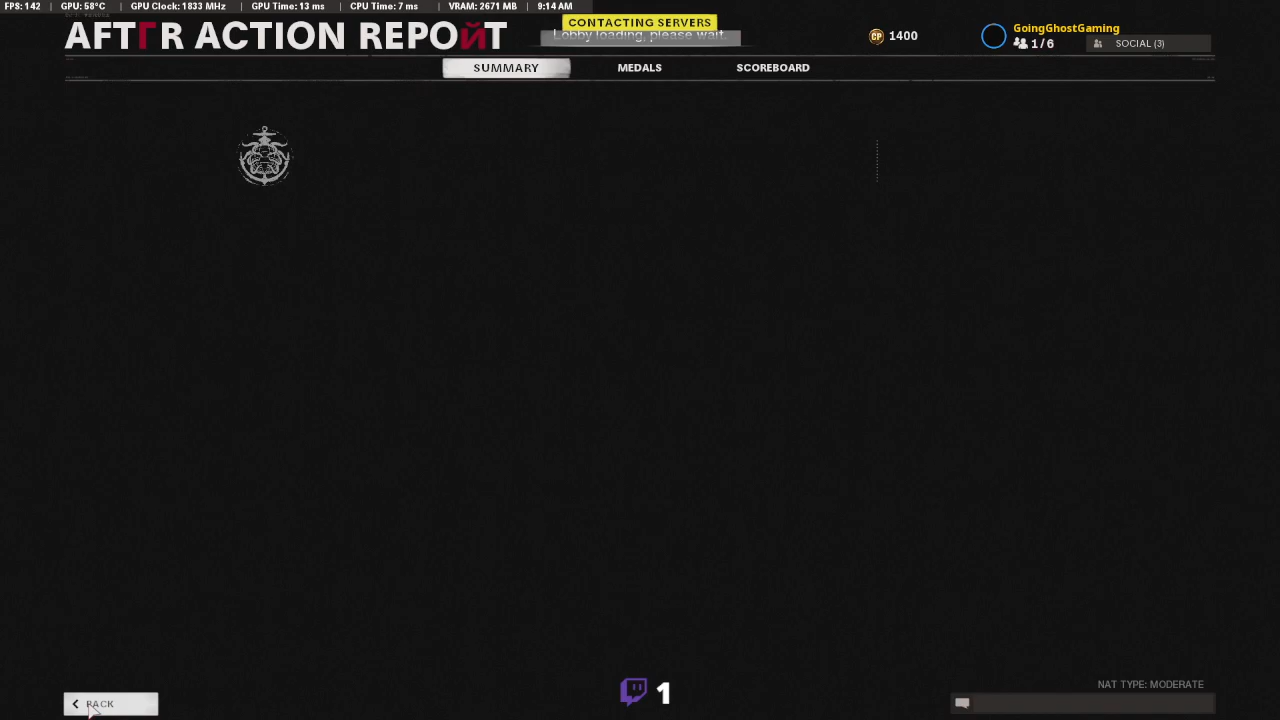 FPS: 142 | GPU: 58°C | GPU Clock: 1833 MHz | GPU Time: 13 ms | CPU Time: 7 ms | VRAM: 2671 MB | 9:14 AM
AFTГR ACTION REPOЙT
CONTACTING SERVERS
Lobby loading, please wait.
CP 1400
GoingGhostGaming
1 / 6
SOCIAL (3)
SUMMARY
MEDALS
SCOREBOARD
BACK
1
NAT TYPE: MODERATE